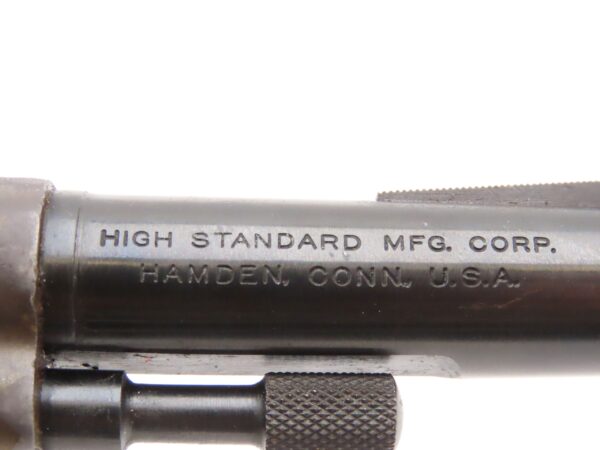 HIGH STANDARD MFG. CORP.
HAMDEN, CONN., U.S.A.